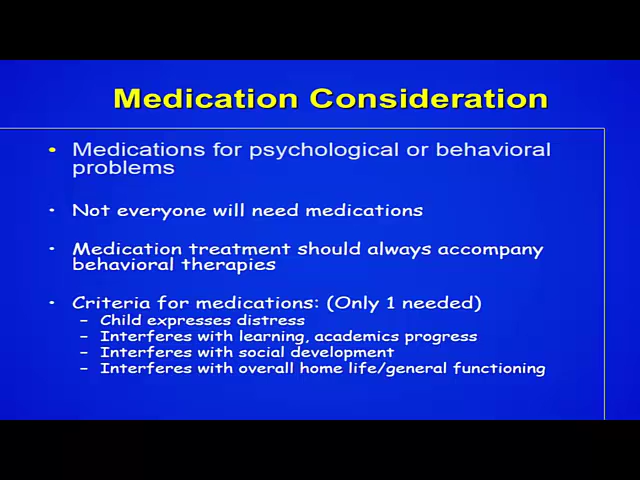 Medication Consideration
• Medications for psychological or behavioral
problems
• Not everyone will need medications
• Medication treatment should always accompany
behavioral therapies
• Criteria for medications: (Only 1 needed)
– Child expresses distress
– Interferes with learning, academics progress
– Interferes with social development
– Interferes with overall home life/general functioning